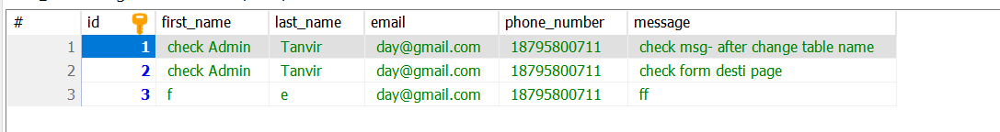 # id first_name last_name email phone_number message
1 1 check Admin Tanvir day@gmail.com 18795800711 check msg- after change table name
2 2 check Admin Tanvir day@gmail.com 18795800711 check form desti page
3 3 f e day@gmail.com 18795800711 ff